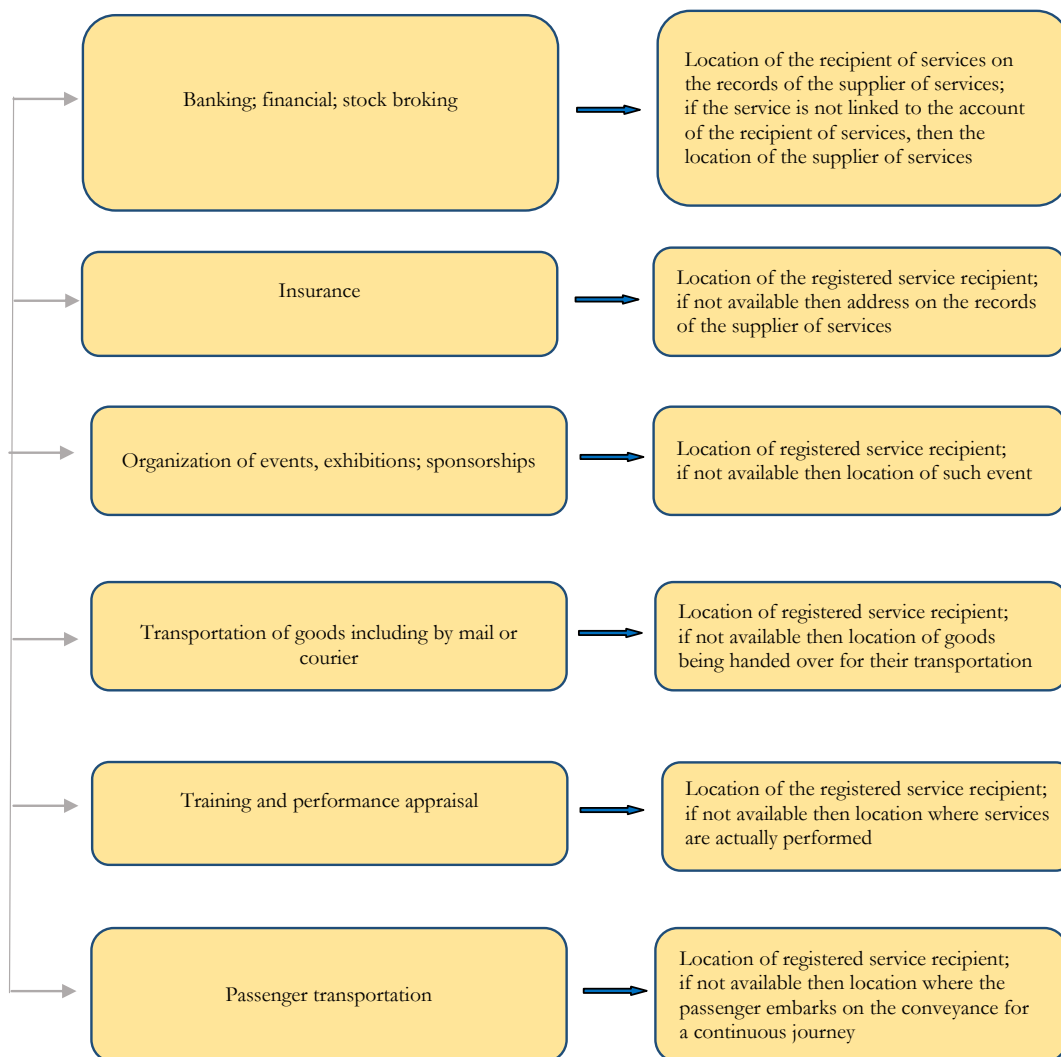 Banking; financial; stock broking
Location of the recipient of services on
the records of the supplier of services;
if the service is not linked to the account
of the recipient of services, then the
location of the supplier of services
Insurance
Location of the registered service recipient;
if not available then address on the records
of the supplier of services
Organization of events, exhibitions; sponsorships
Location of registered service recipient;
if not available then location of such event
Transportation of goods including by mail or
courier
Location of registered service recipient;
if not available then location of goods
being handed over for their transportation
Training and performance appraisal
Location of the registered service recipient;
if not available then location where services
are actually performed
Passenger transportation
Location of registered service recipient;
if not available then location where the
passenger embarks on the conveyance for
a continuous journey